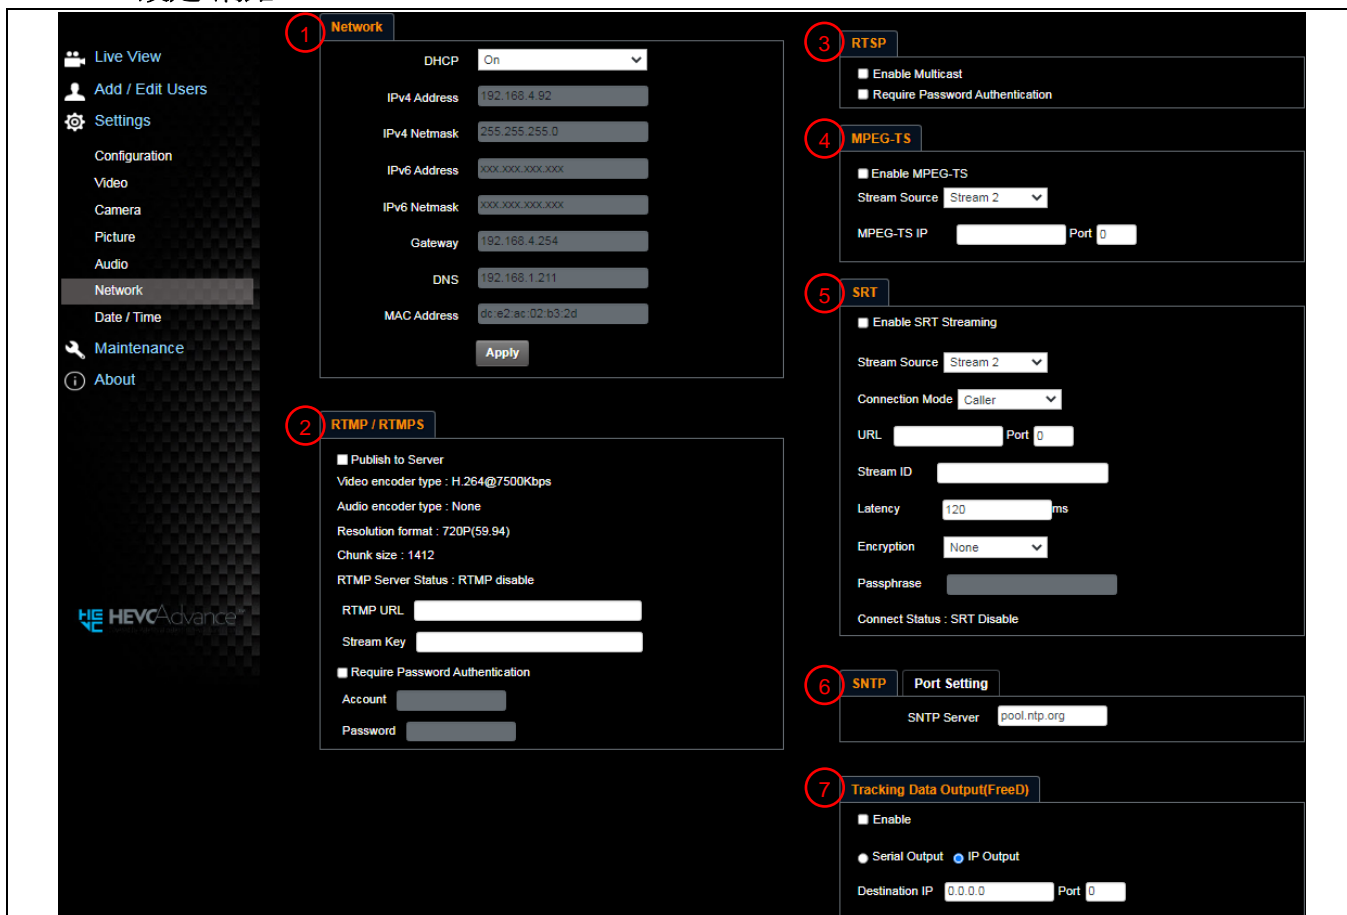 Live View
Add / Edit Users
Settings
Configuration
Video
Camera
Picture
Audio
Network
Date / Time
Maintenance
About
HEVCAdvance
1
Network
DHCP On
IPv4 Address 192.168.4.92
IPv4 Netmask 255.255.255.0
IPv6 Address xxx.xxx.xxx.xxx
IPv6 Netmask xxx.xxx.xxx.xxx
Gateway 192.168.4.254
DNS 192.168.1.211
MAC Address dc:e2:ac:02:b3:2d
Apply
2
RTMP / RTMPS
Publish to Server
Video encoder type : H.264@7500Kbps
Audio encoder type : None
Resolution format : 720P(59.94)
Chunk size : 1412
RTMP Server Status : RTMP disable
RTMP URL
Stream Key
Require Password Authentication
Account
Password
3
RTSP
Enable Multicast
Require Password Authentication
4
MPEG-TS
Enable MPEG-TS
Stream Source Stream 2
MPEG-TS IP Port 0
5
SRT
Enable SRT Streaming
Stream Source Stream 2
Connection Mode Caller
URL Port 0
Stream ID
Latency 120 ms
Encryption None
Passphrase
Connect Status : SRT Disable
6
SNTP Port Setting
SNTP Server pool.ntp.org
7
Tracking Data Output(FreeD)
Enable
Serial Output IP Output
Destination IP 0.0.0.0 Port 0